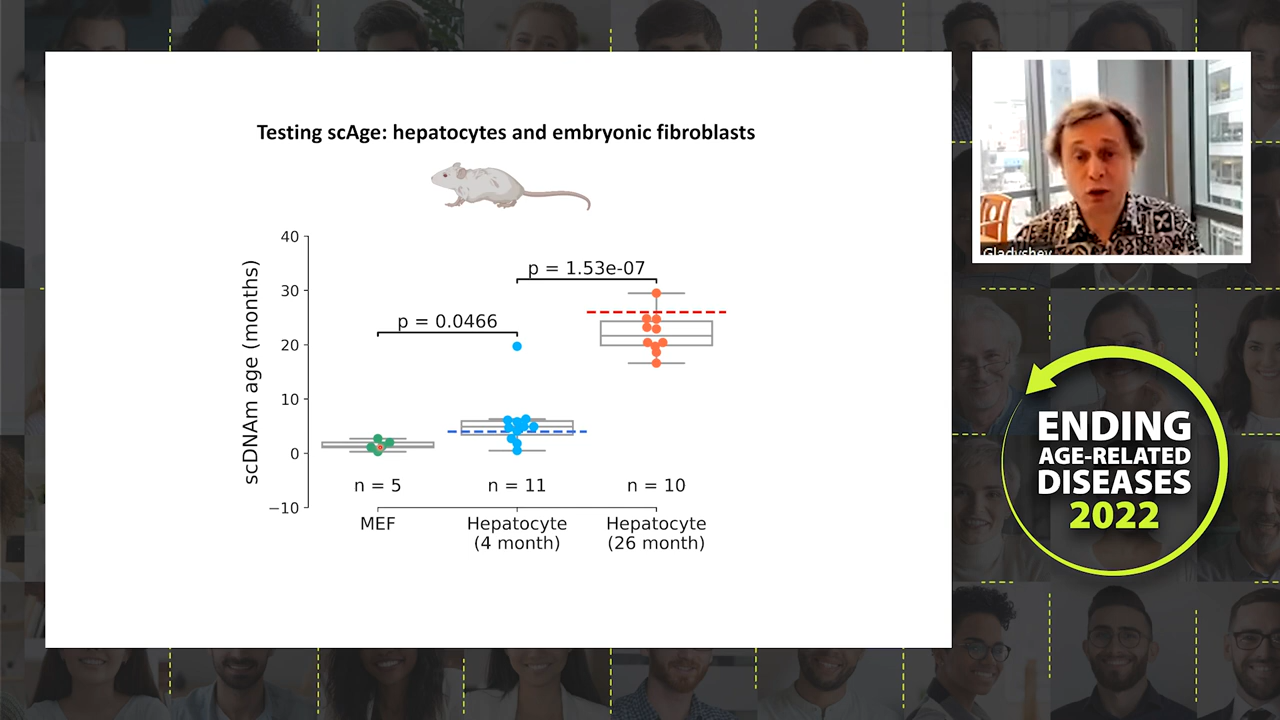 Testing scAge: hepatocytes and embryonic fibroblasts
scDNAm age (months)
40
30
20
10
0
−10
p = 0.0466
p = 1.53e-07
n = 5
n = 11
n = 10
MEF
Hepatocyte
(4 month)
Hepatocyte
(26 month)
Gladyshev
ENDING
AGE-RELATED
DISEASES
2022